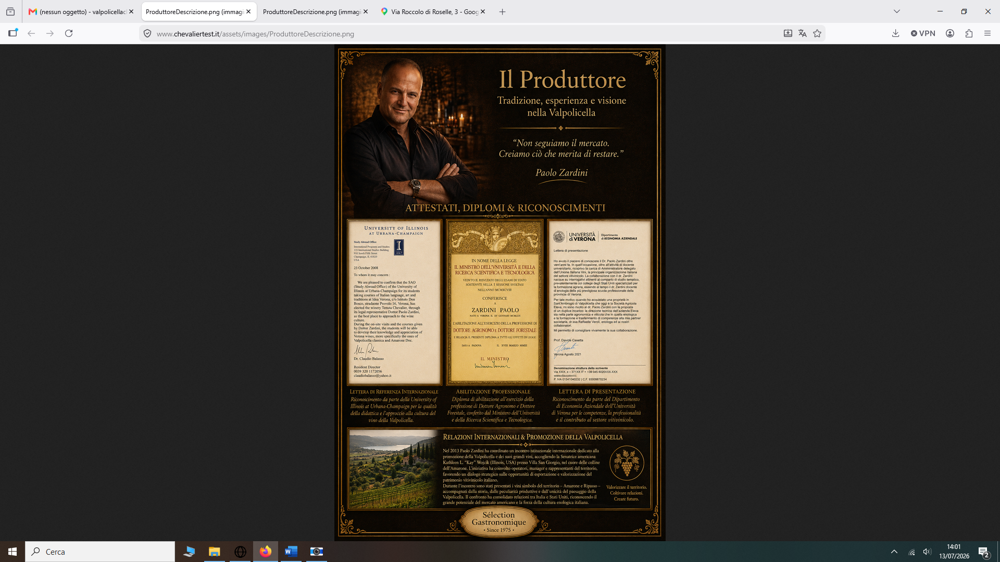 (nessun oggetto) - valpolicellac
ProduttoreDescrizione.png (immagi
ProduttoreDescrizione.png (immagi
Via Roccolo di Roselle, 3 - Goog
www.chevaliertest.it/assets/images/ProduttoreDescrizione.png
VPN
Il Produttore
Tradizione, esperienza e visione
nella Valpolicella
“Non seguiamo il mercato.
Creiamo ciò che merita di restare.”
Paolo Zardini
ATTESTATI, DIPLOMI & RICONOSCIMENTI
UNIVERSITY OF ILLINOIS
AT URBANA-CHAMPAIGN
Study Abroad Office
International Programs and Studies
115 International Studies Building
910 South Fifth Street
Champaign, IL 61820
USA
I
1867
23 October 2008
To whom it may concern :
We are pleased to confirm that the SAO
(Study Abroad Office) of the University of
Illinois at Urbana-Champaign for its students
taking courses of Italian language, art and
traditions at Idea Verona, c/o Istituto Don
Bosco, stradaone Provolo 16, Verona, has
elected the winery Tenuta Chevalier, through
its legal representative Dottor Paolo Zardini,
as the best place to approach to the wine
culture.
During the on-site visits and the courses given
by Dottor Zardini, the students will be able
to develop their knowledge and appreciation of
Verona wines, more specifically the ones of
Valpolicella classica and Amarone Doc.
Dr. Claudio Balasso
Resident Director
0039 320 1172056
claudiobalasso@yahoo.it
IN NOME DELLA LEGGE
IL MINISTRO DELL'VNIVERSITÀ E DELLA
RICERCA SCIENTIFICA E TECNOLOGICA
VEDVTO IL RISVLTATO DEGLI ESAMI DI STATO
SOSTENVTI NELLA I SESSIONE SVOLTASI
NELL'ANNO MCMXCVIII
CONFERISCE
A
ZARDINI PAOLO
NATO A VERONA IL XV GENNAIO MCMLXX
L'ABILITAZIONE ALL'ESERCIZIO DELLA PROFESSIONE DI
DOTTORE AGRONOMO E DOTTORE FORESTALE
E RILASCIA IL PRESENTE DIPLOMA A TVTTI GLI EFFETTI DI LEGGE
DATO A PADOVA IL XVIII MARZO MMIII
IL MINISTRO
UNIVERSITÀ
di VERONA
Dipartimento
di ECONOMIA AZIENDALE
Lettera di presentazione
Ho avuto il piacere di conoscere il Dr. Paolo Zardini oltre
vent'anni fa. In quell'occasione, oltre all'attività di docente
universitario, ricoprivo la carica di Amministratore delegato
dell'Unione Italiana Vini, la principale organizzazione italiana
del settore vitivinicolo. La collaborazione con il dr. Zardini
nacque su interrogativi attinenti al comparto di studio tematico,
prevalentemente coi college degli Stati Uniti specializzati per
la formazione agraria, essendo al tempo il dr. Zardini docente
di enologia della più prestigiosa scuola professionale della
provincia di Verona.
Per tale motivo quando ho acquistato una proprietà in
Sant'Ambrogio di Valpolicella che oggi è la Società Agricola
Eleva, mi sono rivolto al dr. Paolo Zardini con la proposta
di un duplice incarico: la direzione tecnica dell'azienda Eleva
sia nella parte agronomica e viticola che in quella enologica
e la formazione e trasferimento di competenze alla mia partner
societaria, dr.ssa Raffaelle Veroli, enologa ed ai nostri
collaboratori.
Mi permetto di consigliare vivamente la sua collaborazione.
Prof. Davide Casetta
Verona Agosto 2021
Denominazione struttura dello scrivente
Via XXIX, x – 371XX IT • +39 045 8020XXX-XXX
P. IVA 01541040232 | C.F. 93009870234
LETTERA DI REFERENZA INTERNAZIONALE
Riconoscimento da parte della University of
Illinois at Urbana-Champaign per la qualità
della didattica e l'approccio alla cultura del
vino della Valpolicella.
ABILITAZIONE PROFESSIONALE
Diploma di abilitazione all'esercizio della
professione di Dottore Agronomo e Dottore
Forestale, conferito dal Ministero dell'Università
e della Ricerca Scientifica e Tecnologica.
LETTERA DI PRESENTAZIONE
Riconoscimento da parte del Dipartimento
di Economia Aziendale dell'Università
di Verona per le competenze, la professionalità
e il contributo al settore vitivinicolo.
RELAZIONI INTERNAZIONALI & PROMOZIONE DELLA VALPOLICELLA
Nel 2013 Paolo Zardini ha coordinato un incontro istituzionale internazionale dedicato alla
promozione della Valpolicella e dei suoi grandi vini, accogliendo la Senatrice americana
Kathleen L. “Kay” Wojcik (Illinois, USA) presso Villa San Giorgio, nel cuore delle colline
dell'Amarone. L'iniziativa ha coinvolto operatori, manager e rappresentanti del territorio,
favorendo un dialogo strategico sulle opportunità di esportazione e valorizzazione del
patrimonio vitivinicolo italiano.
Durante l'incontro sono stati presentati i vini simbolo del territorio – Amarone e Ripasso –
accompagnati dalla storia, dalle peculiarità produttive e dall'unicità del paesaggio della
Valpolicella. Il confronto ha consolidato relazioni tra Italia e Stati Uniti, riconoscendo il
grande potenziale del mercato americano e la forza della cultura enologica italiana.
Valorizzare il territorio.
Coltivare relazioni.
Creare futuro.
Sélection
Gastronomique
• Since 1975 •
Cerca
14:01
13/07/2026
2